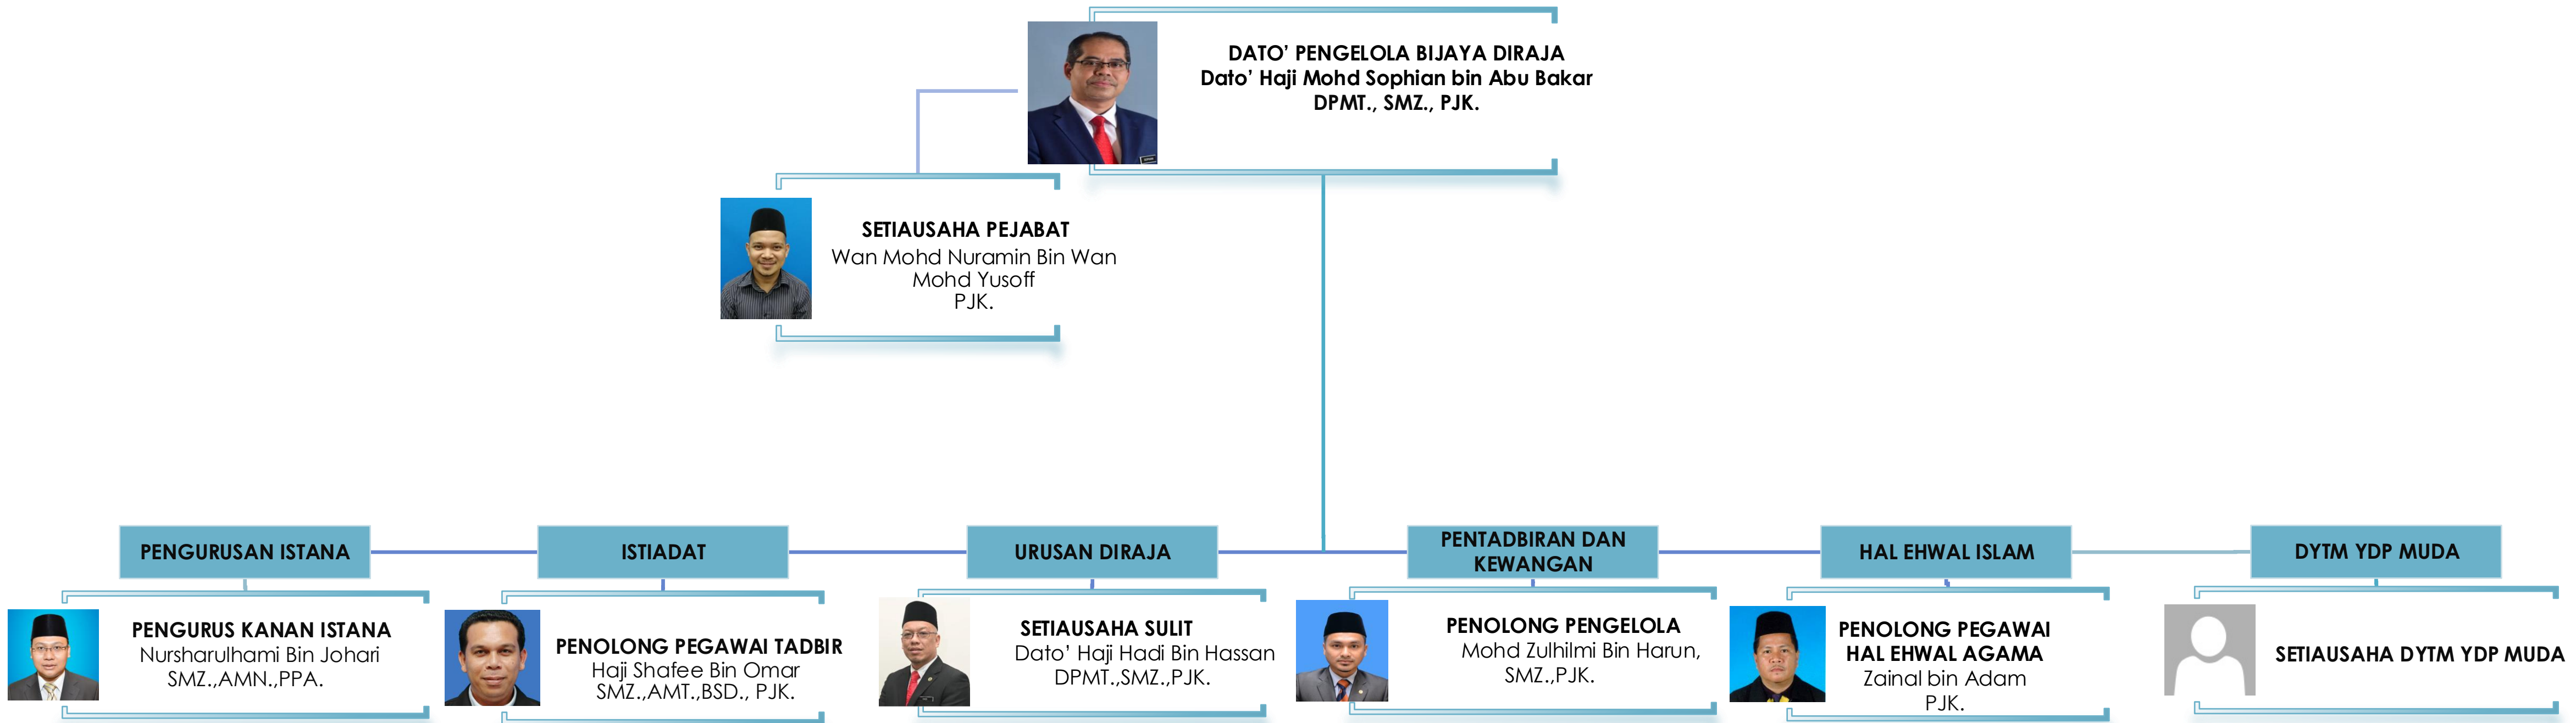 DATO’ PENGELOLA BIJAYA DIRAJA
Dato’ Haji Mohd Sophian bin Abu Bakar
DPMT., SMZ., PJK.
SETIAUSAHA PEJABAT
Wan Mohd Nuramin Bin Wan
Mohd Yusoff
PJK.
PENGURUSAN ISTANA
PENGURUS KANAN ISTANA
Nursharulhami Bin Johari
SMZ.,AMN.,PPA.
ISTIADAT
PENOLONG PEGAWAI TADBIR
Haji Shafee Bin Omar
SMZ.,AMT.,BSD., PJK.
URUSAN DIRAJA
SETIAUSAHA SULIT
Dato’ Haji Hadi Bin Hassan
DPMT.,SMZ.,PJK.
PENTADBIRAN DAN
KEWANGAN
PENOLONG PENGELOLA
Mohd Zulhilmi Bin Harun,
SMZ.,PJK.
HAL EHWAL ISLAM
PENOLONG PEGAWAI
HAL EHWAL AGAMA
Zainal bin Adam
PJK.
DYTM YDP MUDA
SETIAUSAHA DYTM YDP MUDA